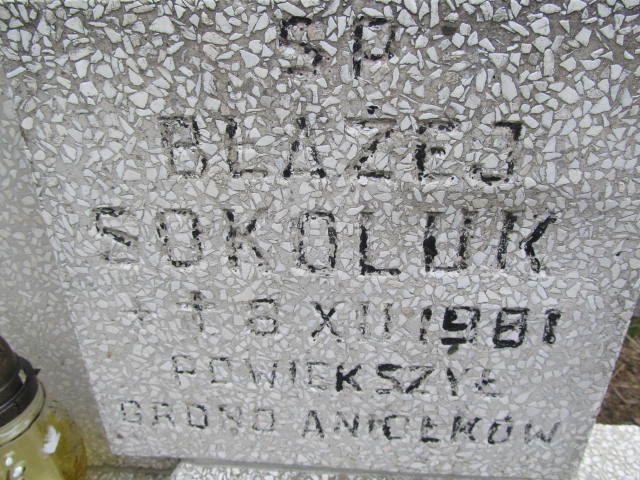 SP
BŁAŻEJ
SOKOLUK
* † 8 XII 1981
POWIĘKSZYŁ
GRONO ANIOŁKÓW